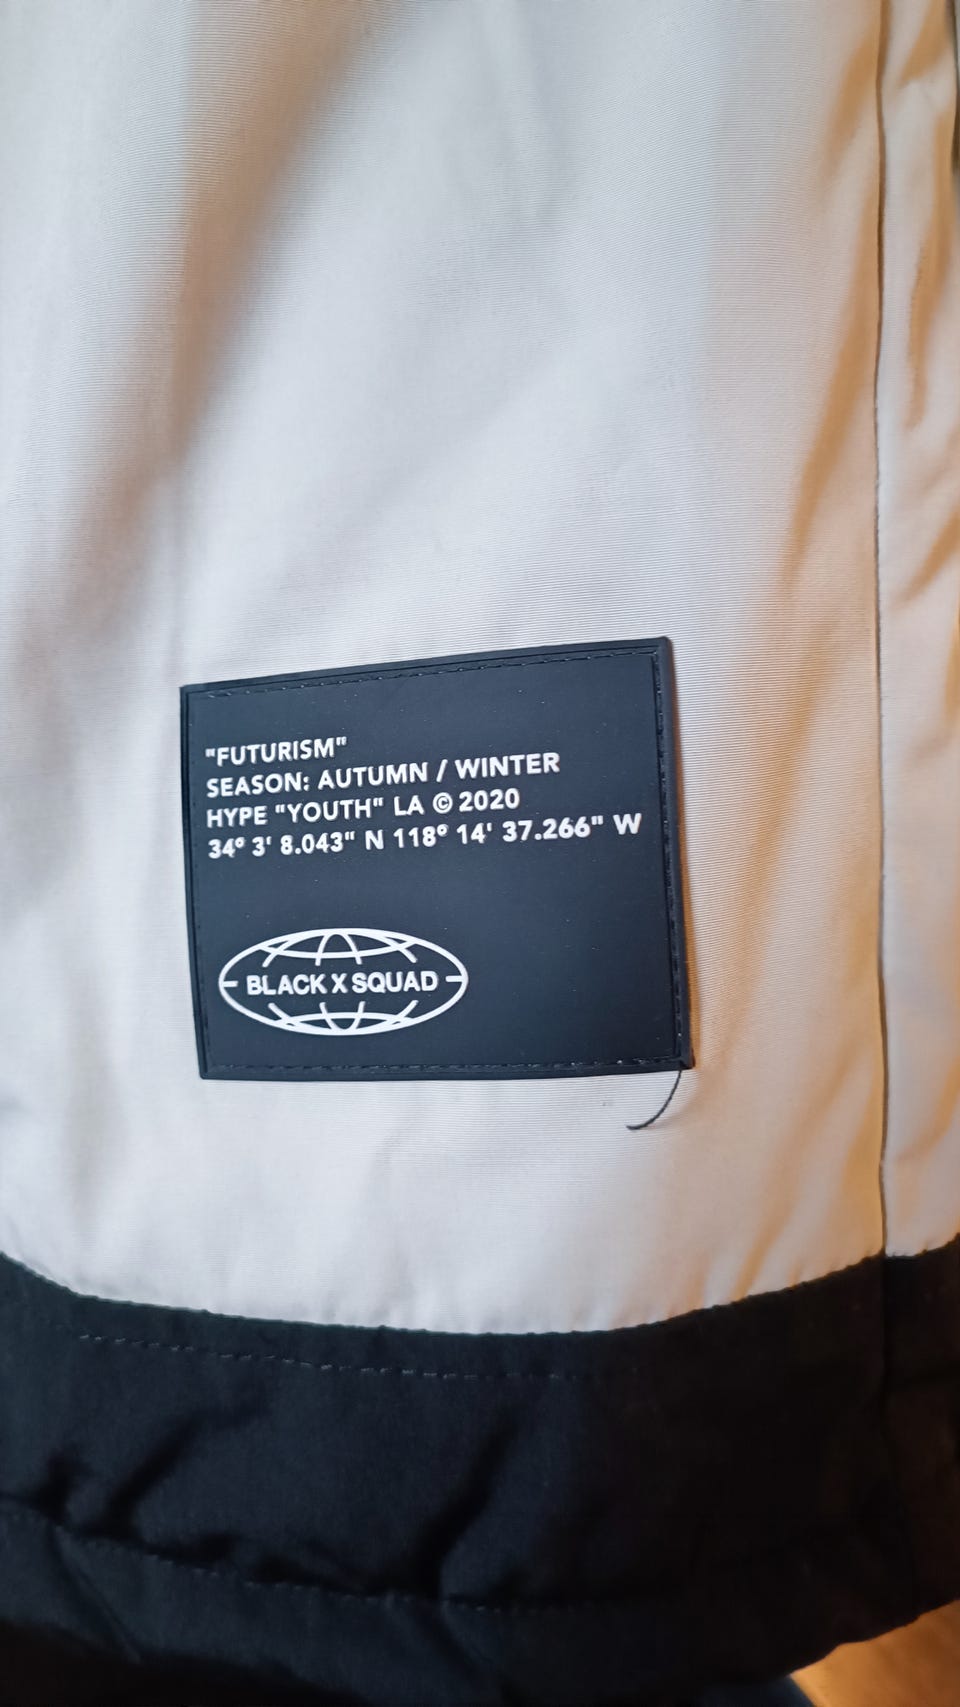 "FUTURISM"
SEASON: AUTUMN / WINTER
HYPE "YOUTH" LA © 2020
34° 3' 8.043" N 118° 14' 37.266" W
BLACK X SQUAD